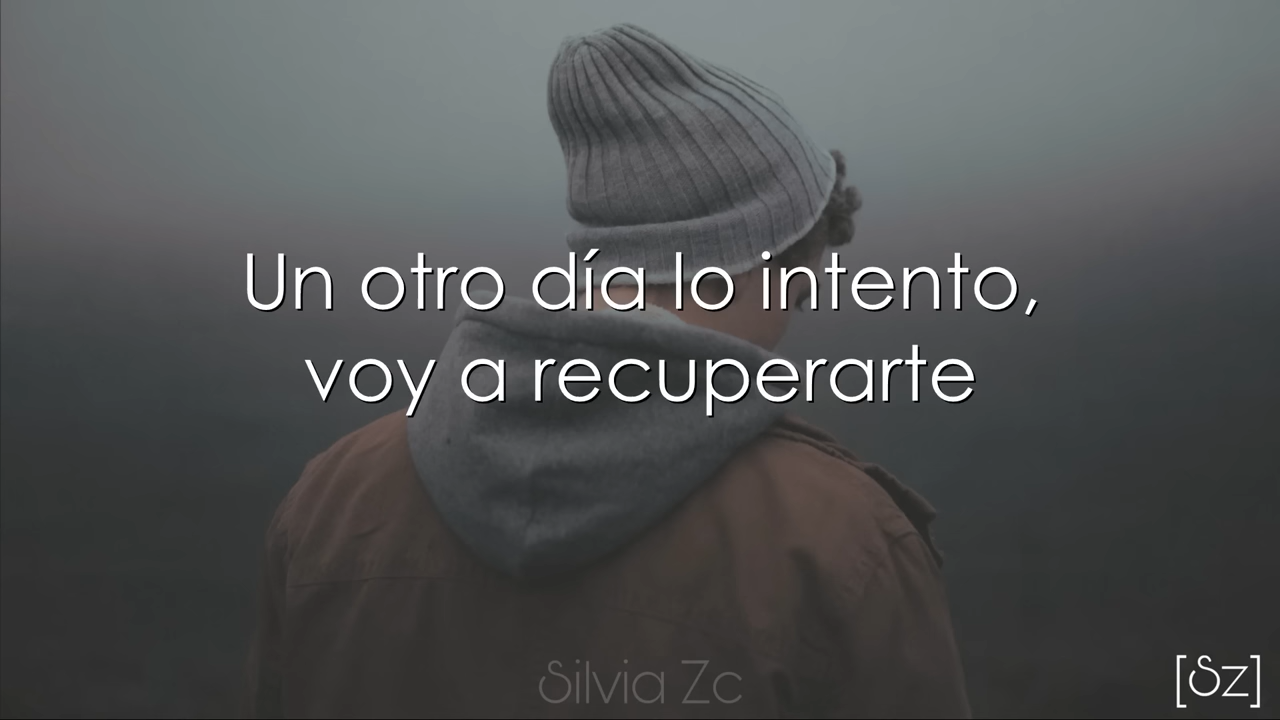 Un otro día lo intento,
voy a recuperarte
Silvia Zc
[Sz]